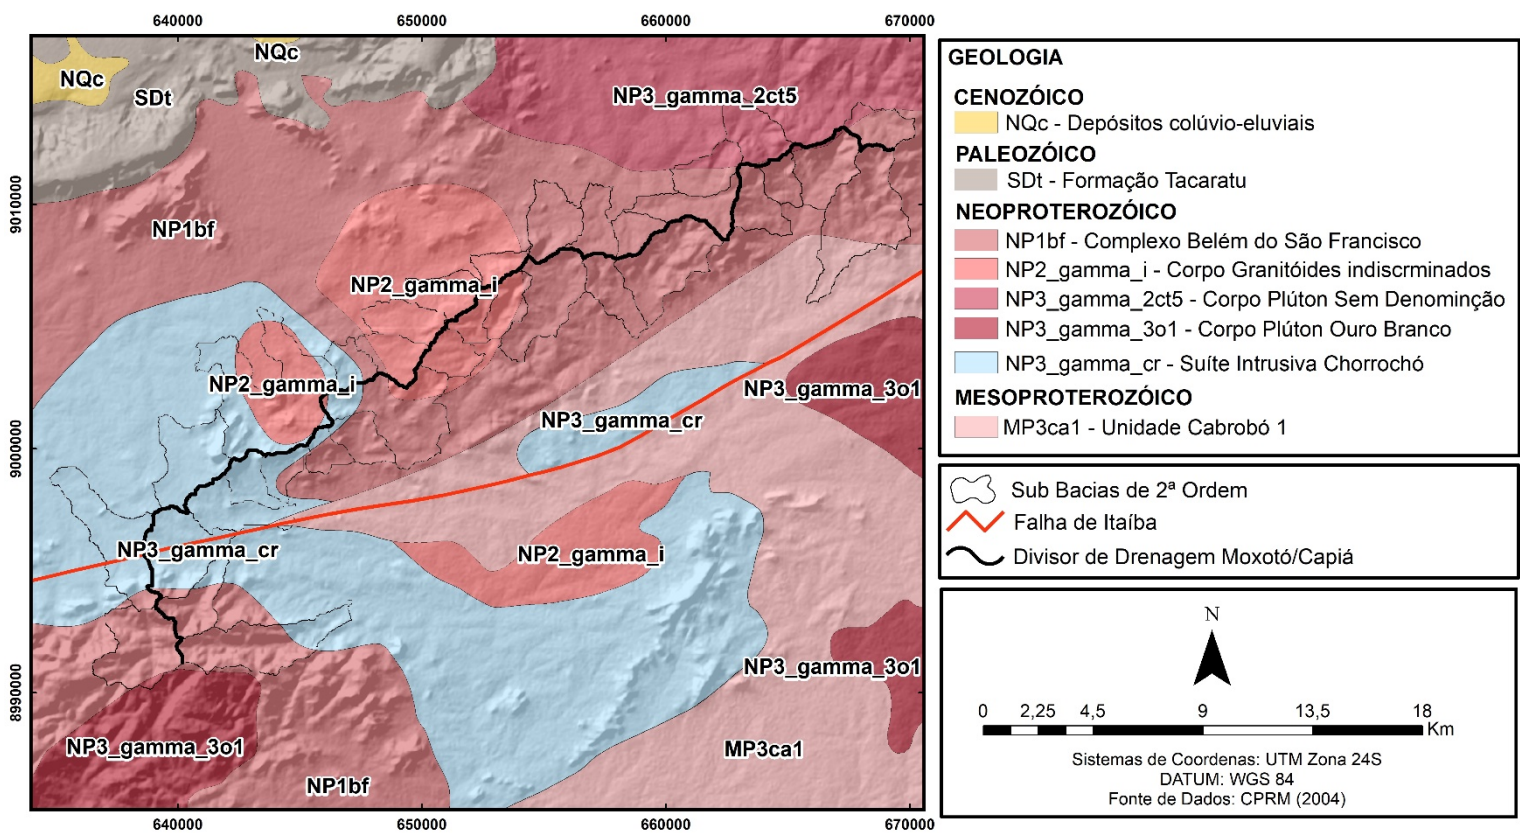 640000 650000 660000 670000
NQc
NQc
SDt
NP3_gamma_2ct5
9010000
NP1bf
NP2_gamma_i
NP2_gamma_i
NP3_gamma_3o1
NP3_gamma_cr
9000000
NP3_gamma_cr
NP2_gamma_i
NP3_gamma_3o1
8990000
NP3_gamma_3o1
MP3ca1
NP1bf
640000 650000 660000 670000
GEOLOGIA
CENOZÓICO
NQc - Depósitos colúvio-eluviais
PALEOZÓICO
SDt - Formação Tacaratu
NEOPROTEROZÓICO
NP1bf - Complexo Belém do São Francisco
NP2_gamma_i - Corpo Granitóides indiscrminados
NP3_gamma_2ct5 - Corpo Plúton Sem Denominção
NP3_gamma_3o1 - Corpo Plúton Ouro Branco
NP3_gamma_cr - Suíte Intrusiva Chorrochó
MESOPROTEROZÓICO
MP3ca1 - Unidade Cabrobó 1
Sub Bacias de 2ª Ordem
Falha de Itaíba
Divisor de Drenagem Moxotó/Capiá
N
0 2,25 4,5 9 13,5 18
Km
Sistemas de Coordenas: UTM Zona 24S
DATUM: WGS 84
Fonte de Dados: CPRM (2004)